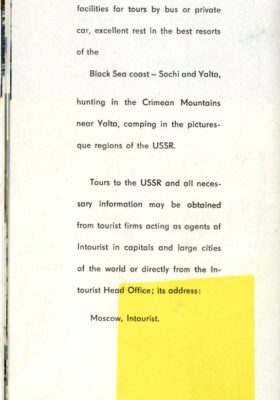 facilities for tours by bus or private
car, excellent rest in the best resorts
of the
Black Sea coast – Sochi and Yalta,
hunting in the Crimean Mountains
near Yalta, camping in the pictures-
que regions of the USSR.
Tours to the USSR and all neces-
sary information may be obtained
from tourist firms acting as agents of
Intourist in capitals and large cities
of the world or directly from the In-
tourist Head Office; its address:
Moscow, Intourist.